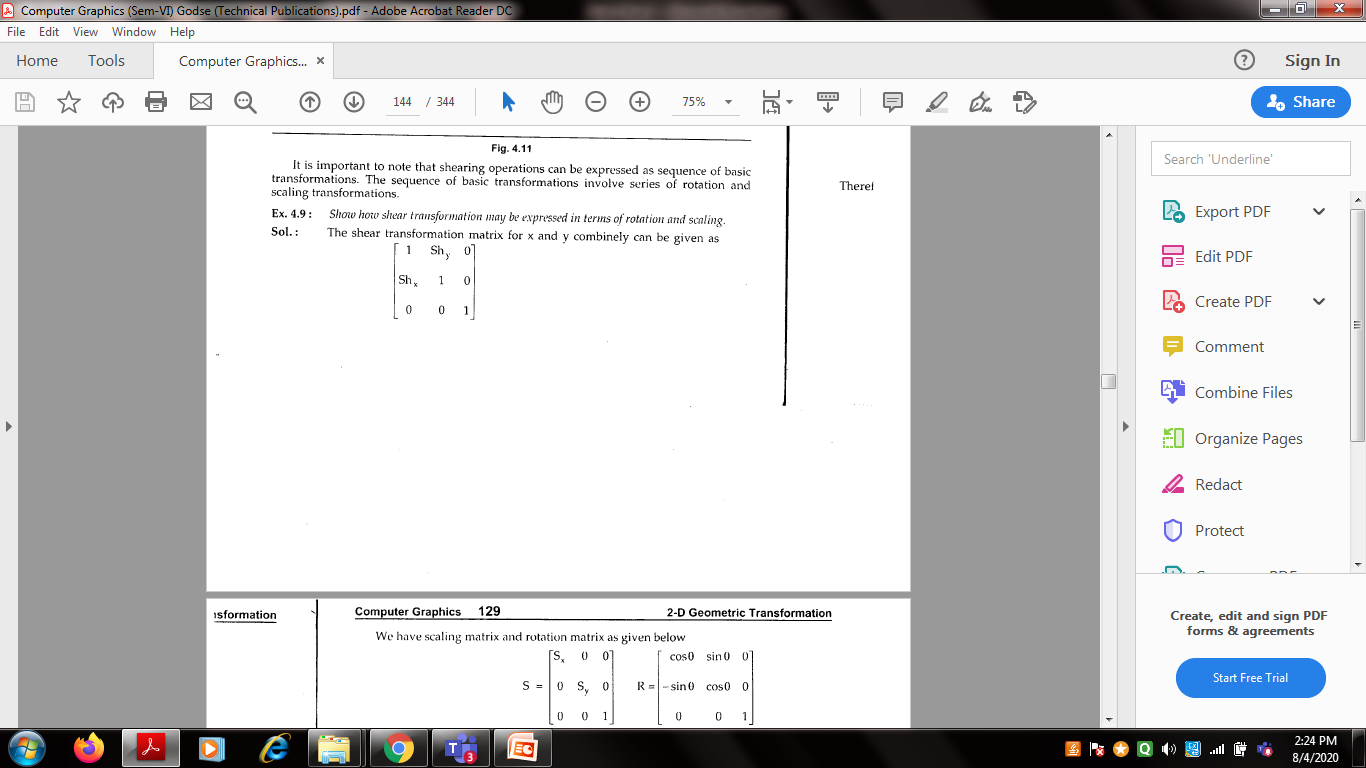 Computer Graphics (Sem-VI) Godse (Technical Publications).pdf - Adobe Acrobat Reader DC
File Edit View Window Help
Home Tools Computer Graphics... × ? Sign In
144 / 344 75% Share
Fig. 4.11
It is important to note that shearing operations can be expressed as sequence of basic
transformations. The sequence of basic transformations involve series of rotation and
scaling transformations.
Theref
Ex. 4.9 : Show how shear transformation may be expressed in terms of rotation and scaling.
Sol. : The shear transformation matrix for x and y combinely can be given as
1 Shy 0
Shx 1 0
0 0 1
sformation
Computer Graphics 129 2-D Geometric Transformation
We have scaling matrix and rotation matrix as given below
Sx 0 0 cosθ sinθ 0
S = 0 Sy 0 R = -sinθ cosθ 0
0 0 1 0 0 1
Search 'Underline'
Export PDF
Edit PDF
Create PDF
Comment
Combine Files
Organize Pages
Redact
Protect
Create, edit and sign PDF
forms & agreements
Start Free Trial
3
2:24 PM
8/4/2020